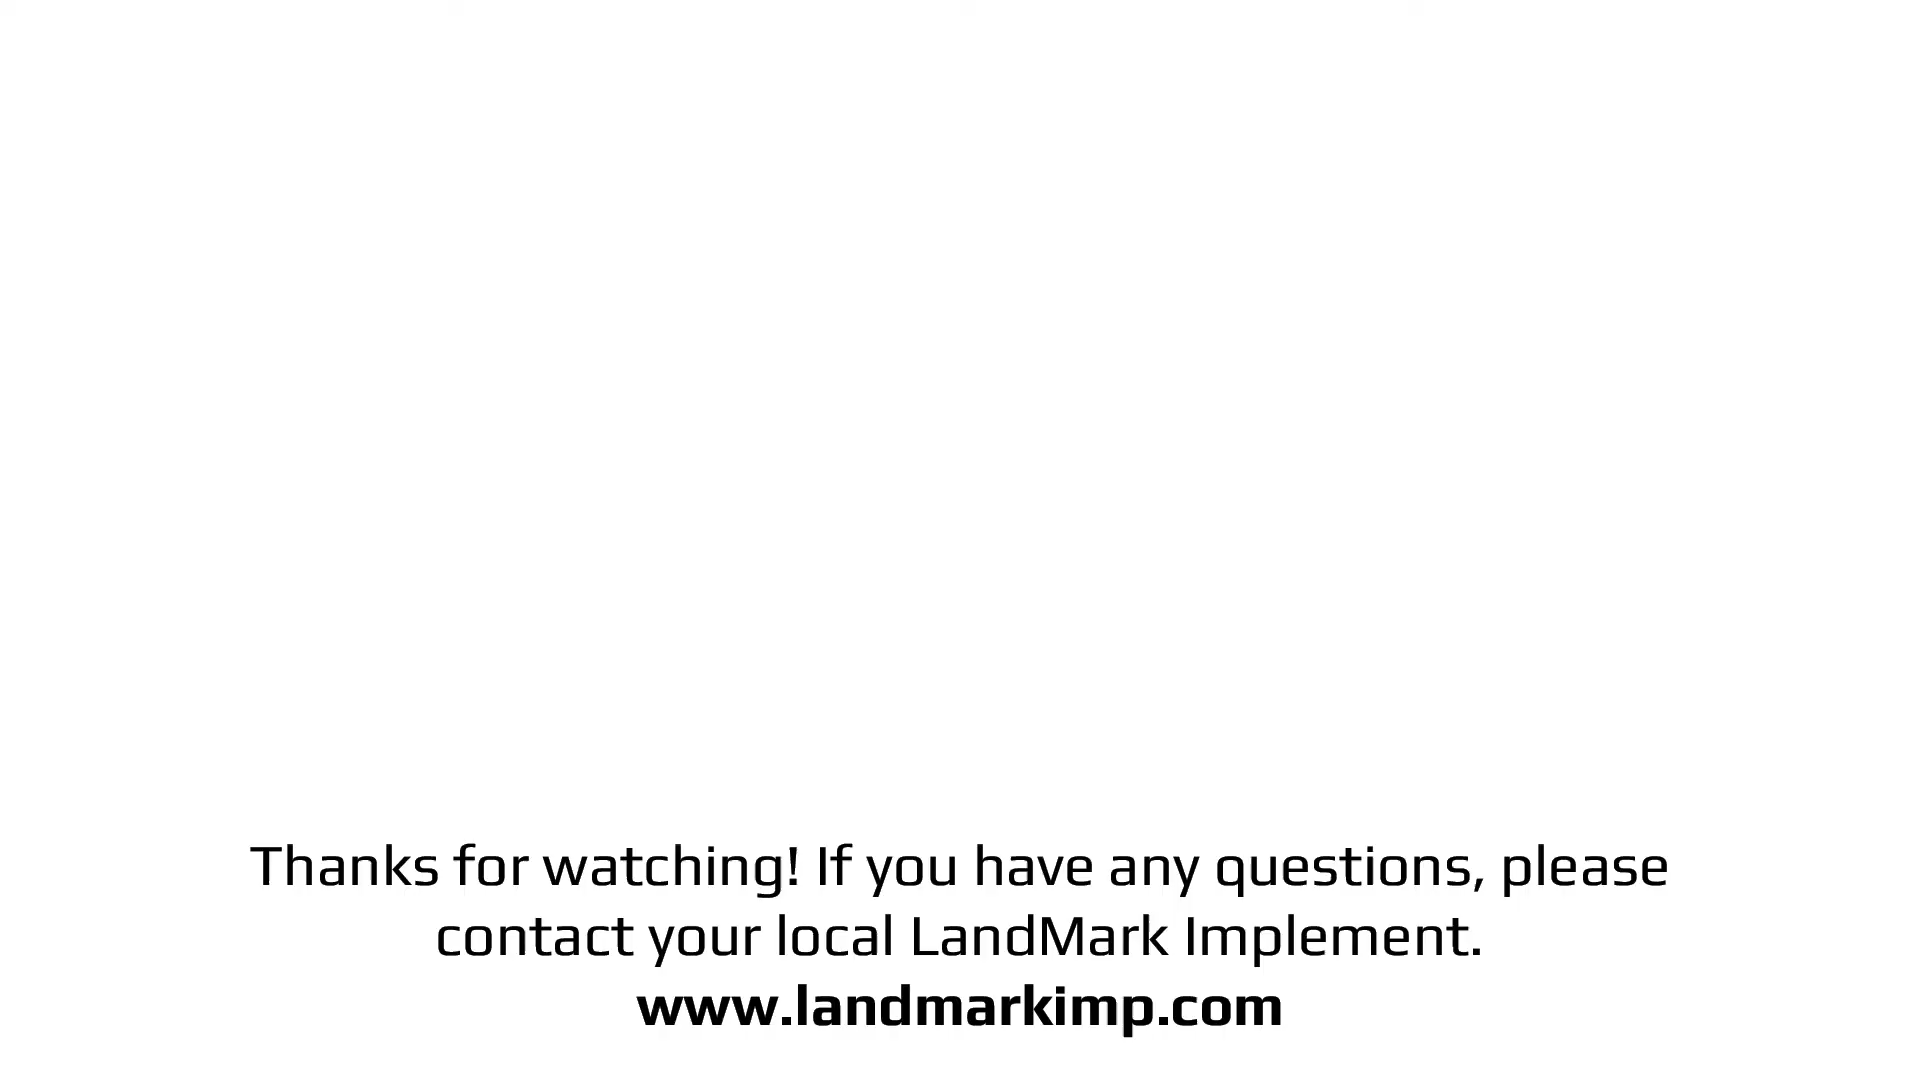 Thanks for watching! If you have any questions, please
contact your local LandMark Implement.
www.landmarkimp.com